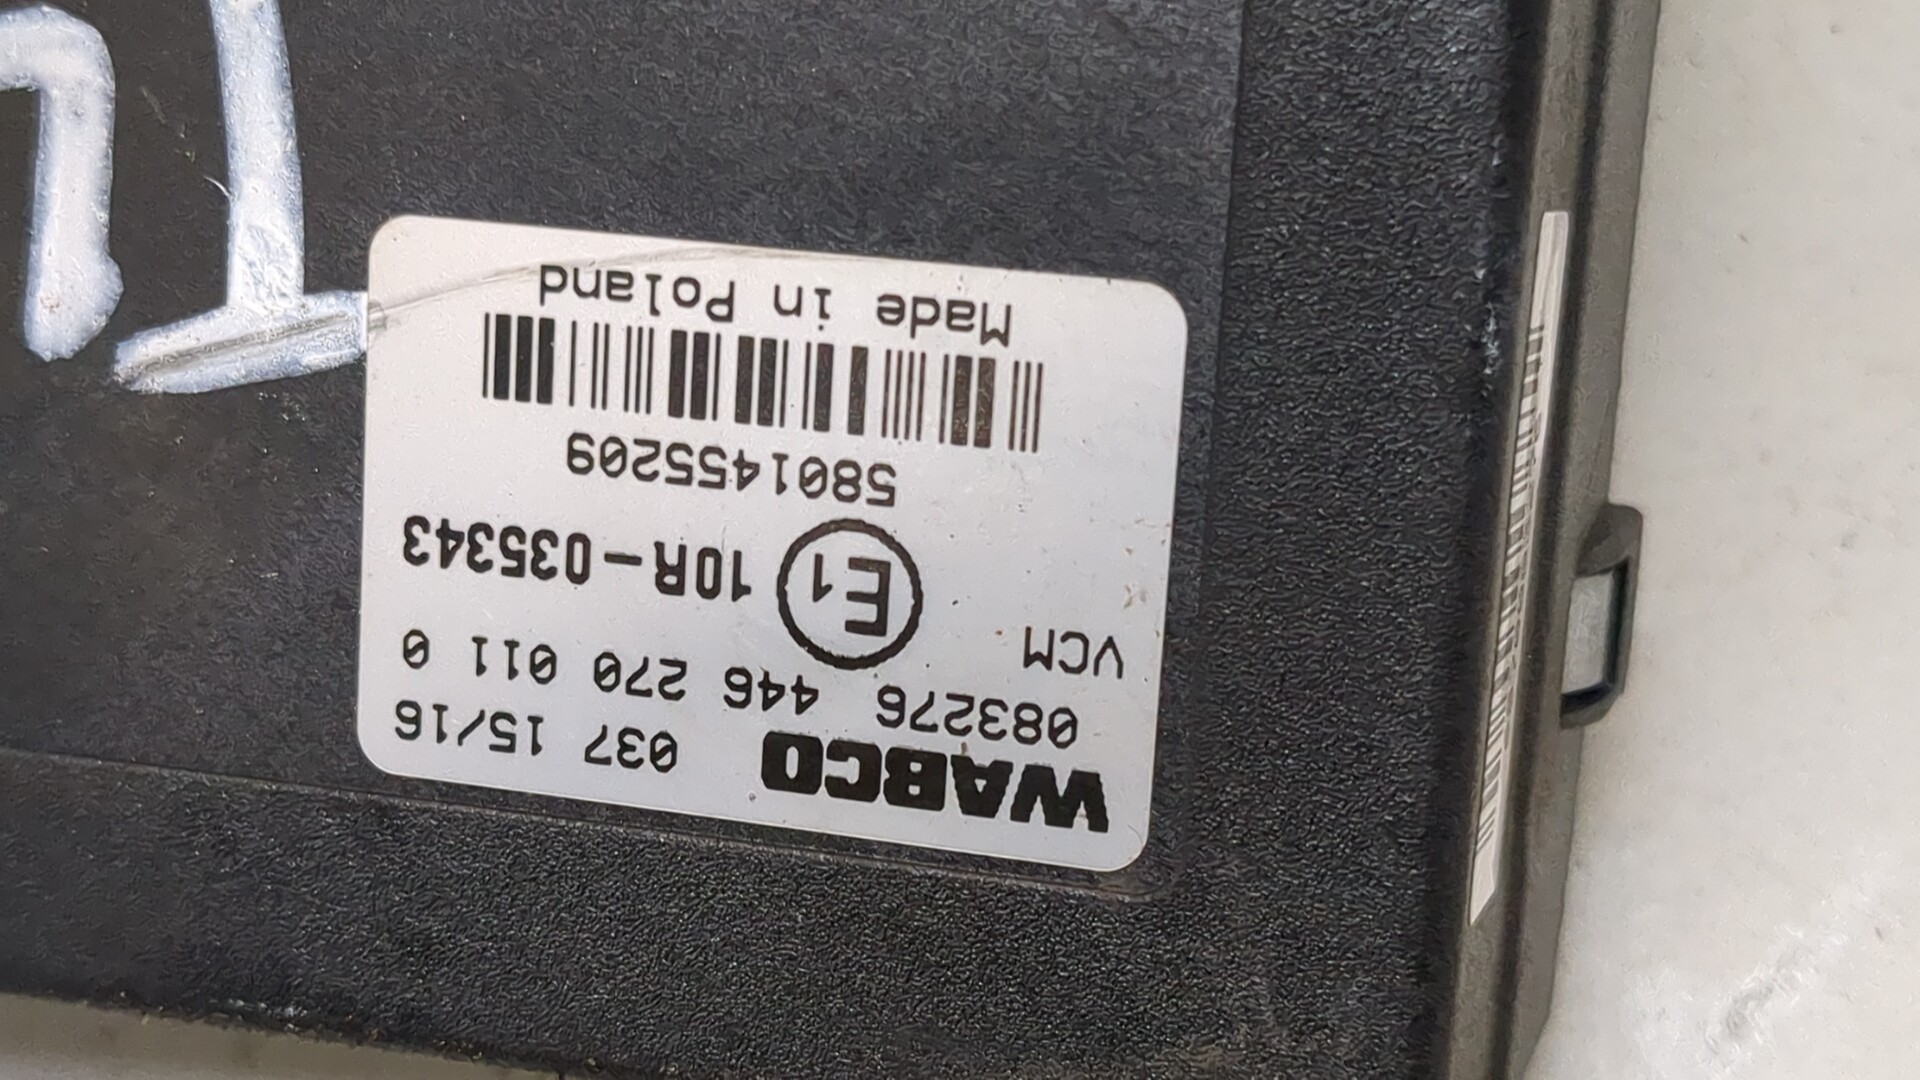 WABCO 037 15/16
083276 446 270 011 0
VCM E1 10R-035343
5801455209
Made in Poland